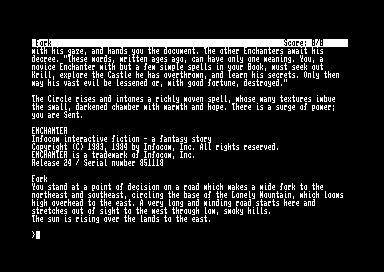 Fork Score: 0/0
with his gaze, and hands you the document. The other Enchanters await his
decree. "These words, written ages ago, can have only one meaning. You, a
novice Enchanter with but a few simple spells in your Book, must seek out
Krill, explore the Castle he has overthrown, and learn his secrets. Only then
may his vast evil be lessened or, with good fortune, destroyed."
The Circle rises and intones a richly woven spell, whose many textures imbue
the small, darkened chamber with warmth and hope. There is a surge of power;
you are Sent.
ENCHANTER
Infocom interactive fiction - a fantasy story
Copyright (C) 1983, 1984 by Infocom, Inc. All rights reserved.
ENCHANTER is a trademark of Infocom, Inc.
Release 24 / Serial number 851118
Fork
You stand at a point of decision on a road which makes a wide fork to the
northeast and southeast, circling the base of the Lonely Mountain, which looms
high overhead to the east. A very long and winding road starts here and
stretches out of sight to the west through low, smoky hills.
The sun is rising over the lands to the east.
>